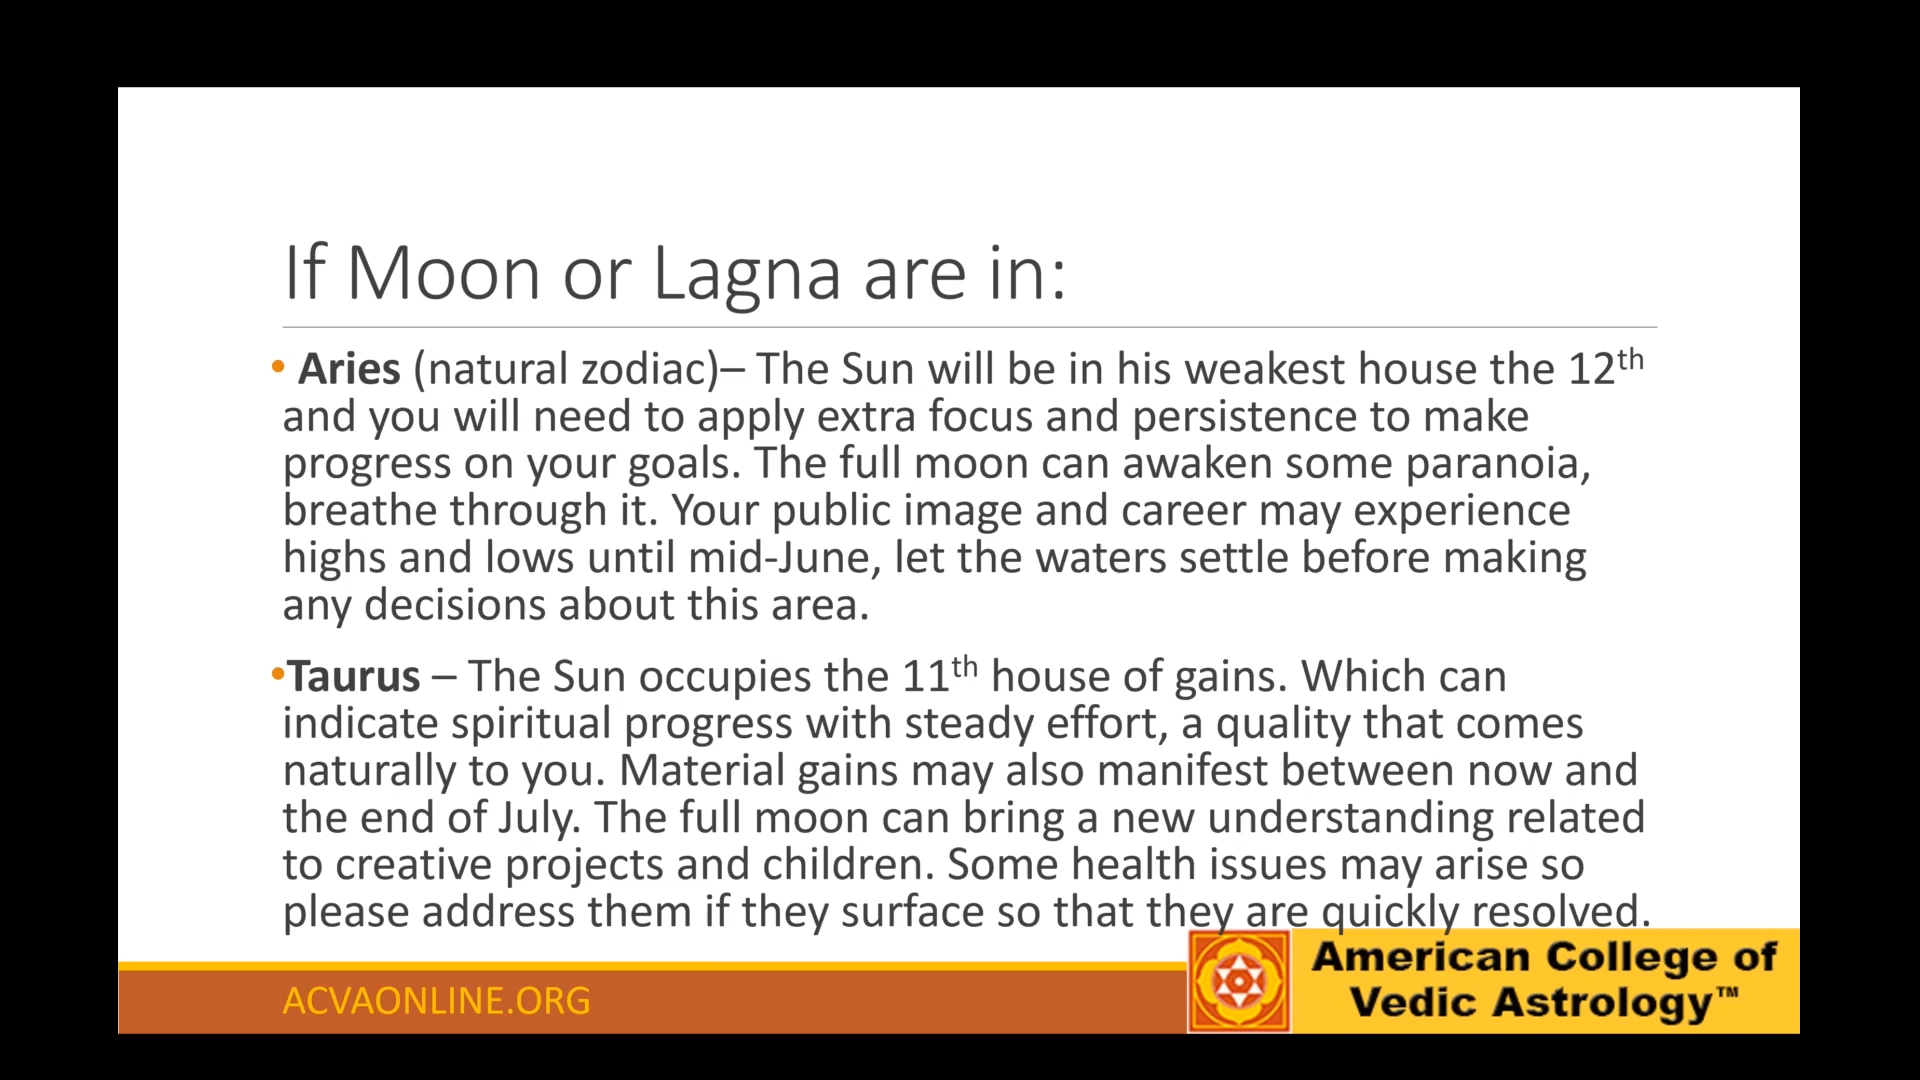 If Moon or Lagna are in:
• Aries (natural zodiac)– The Sun will be in his weakest house the 12th
and you will need to apply extra focus and persistence to make
progress on your goals. The full moon can awaken some paranoia,
breathe through it. Your public image and career may experience
highs and lows until mid-June, let the waters settle before making
any decisions about this area.
•Taurus – The Sun occupies the 11th house of gains. Which can
indicate spiritual progress with steady effort, a quality that comes
naturally to you. Material gains may also manifest between now and
the end of July. The full moon can bring a new understanding related
to creative projects and children. Some health issues may arise so
please address them if they surface so that they are quickly resolved.
ACVAONLINE.ORG
American College of
Vedic Astrology™